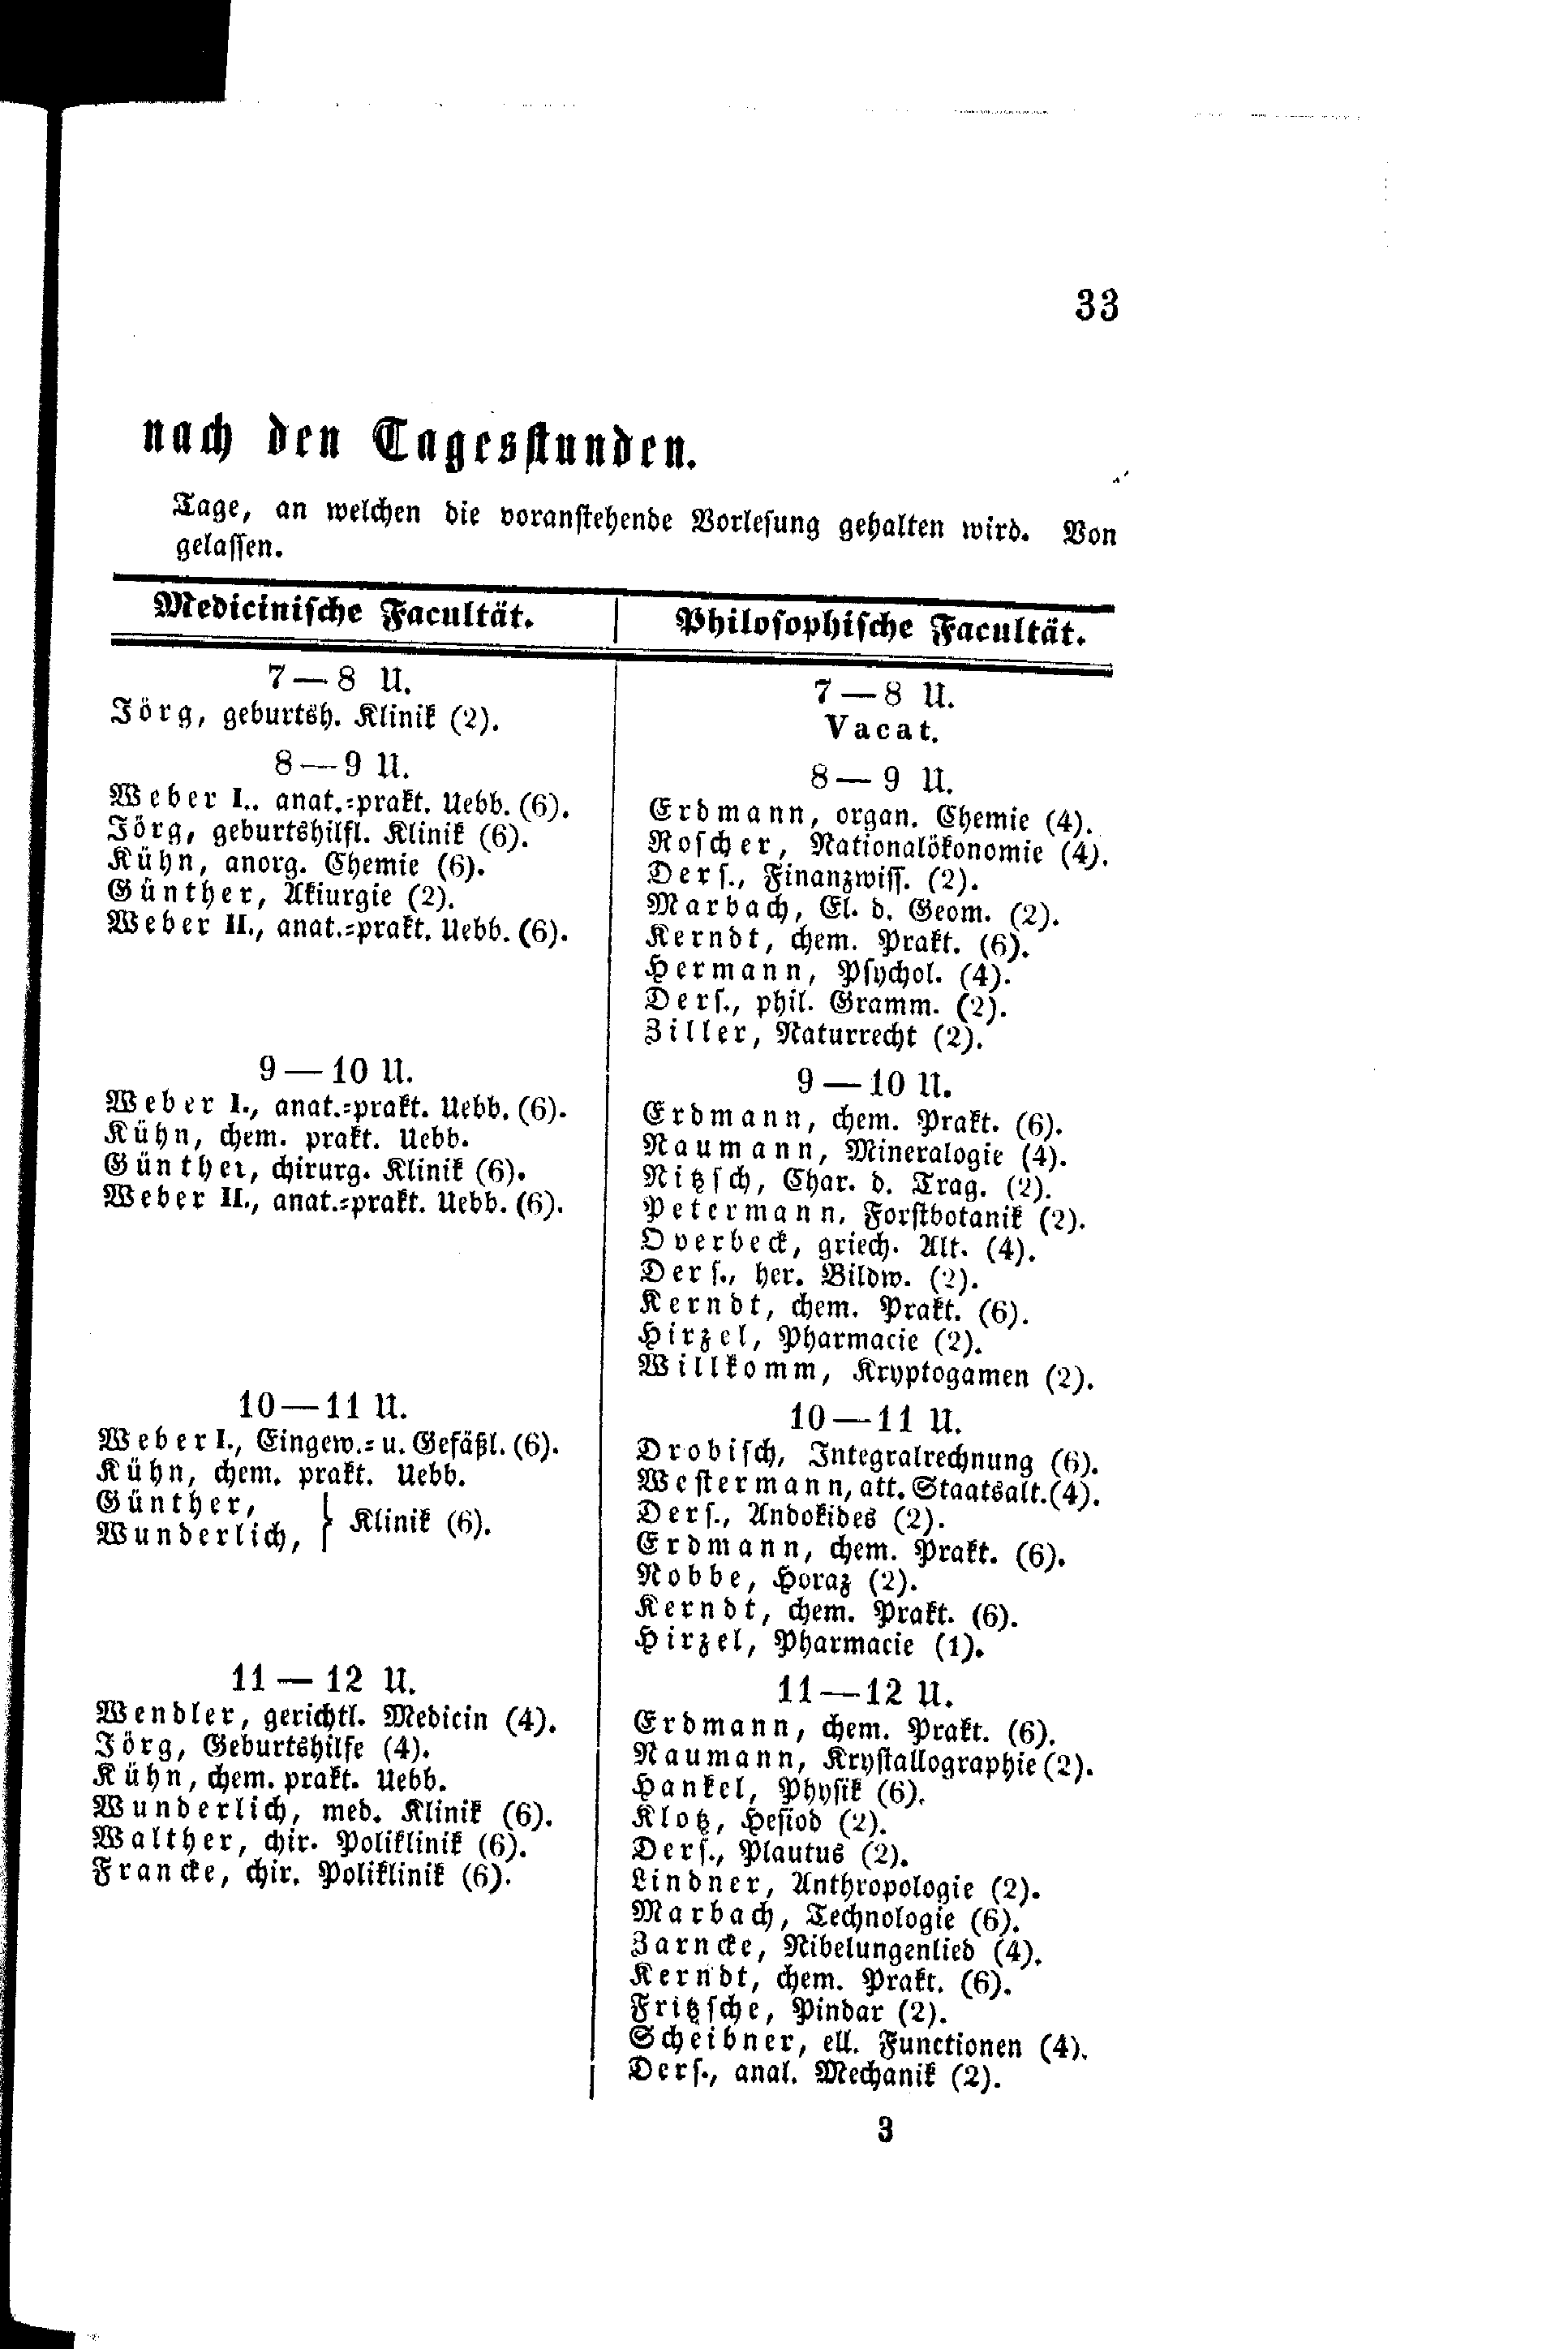 33
nach den Tagesstunden.
Tage, an welchen die voranstehende Vorlesung gehalten wird. Von
gelassen.
Medicinische Facultät.
7—8 U.
Jörg, geburtsh. Klinik (2).
8—9 U.
Weber I., anat.=prakt. Uebb. (6).
Jörg, geburtshilfl. Klinik (6).
Kühn, anorg. Chemie (6).
Günther, Akiurgie (2).
Weber II., anat.=prakt. Uebb. (6).
9—10 U.
Weber I., anat.=prakt. Uebb. (6).
Kühn, chem. prakt. Uebb.
Günther, chirurg. Klinik (6).
Weber II., anat.=prakt. Uebb. (6).
10—11 U.
Weber I., Eingew.= u. Gefäßl. (6).
Kühn, chem. prakt. Uebb.
Günther,
Wunderlich, } Klinik (6).
11—12 U.
Wendler, gerichtl. Medicin (4).
Jörg, Geburtshilfe (4).
Kühn, chem. prakt. Uebb.
Wunderlich, med. Klinik (6).
Walther, chir. Poliklinik (6).
Francke, chir. Poliklinik (6).
Philosophische Facultät.
7—8 U.
Vacat.
8—9 U.
Erdmann, organ. Chemie (4).
Roscher, Nationalökonomie (4).
Ders., Finanzwiss. (2).
Marbach, El. d. Geom. (2).
Kerndt, chem. Prakt. (6).
Hermann, Psychol. (4).
Ders., phil. Gramm. (2).
Ziller, Naturrecht (2).
9—10 U.
Erdmann, chem. Prakt. (6).
Naumann, Mineralogie (4).
Nitzsch, Char. d. Trag. (2).
Petermann, Forstbotanik (2).
Overbeck, griech. Alt. (4).
Ders., her. Bildw. (2).
Kerndt, chem. Prakt. (6).
Hirzel, Pharmacie (2).
Willkomm, Kryptogamen (2).
10—11 U.
Drobisch, Integralrechnung (6).
Westermann, att. Staatsalt. (4).
Ders., Andokides (2).
Erdmann, chem. Prakt. (6).
Nobbe, Horaz (2).
Kerndt, chem. Prakt. (6).
Hirzel, Pharmacie (1).
11—12 U.
Erdmann, chem. Prakt. (6).
Naumann, Krystallographie (2).
Hankel, Physik (6).
Klotz, Hesiod (2).
Ders., Plautus (2).
Lindner, Anthropologie (2).
Marbach, Technologie (6).
Zarncke, Nibelungenlied (4).
Kerndt, chem. Prakt. (6).
Fritzsche, Pindar (2).
Scheibner, ell. Functionen (4).
Ders., anal. Mechanik (2).
3